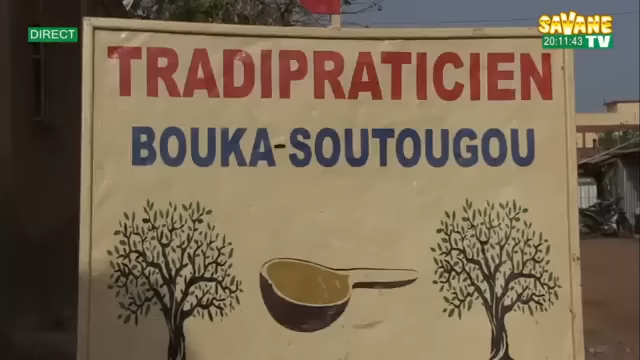 DIRECT
SAVANE
20:11:43 TV
TRADIPRATICIEN
BOUKA-SOUTOUGOU